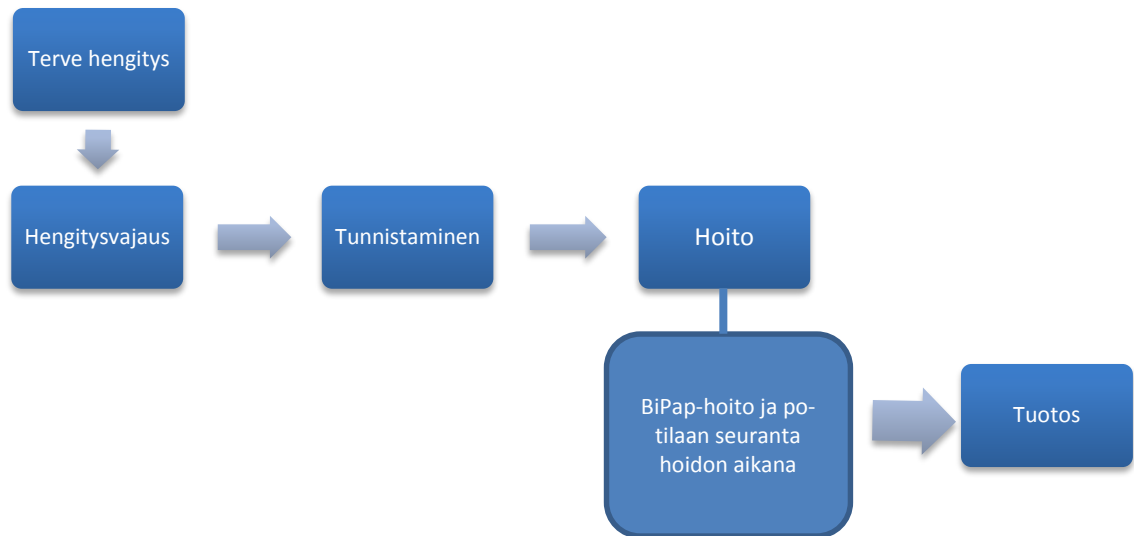 Terve hengitys
Hengitysvajaus
Tunnistaminen
Hoito
BiPap-hoito ja po-
tilaan seuranta
hoidon aikana
Tuotos